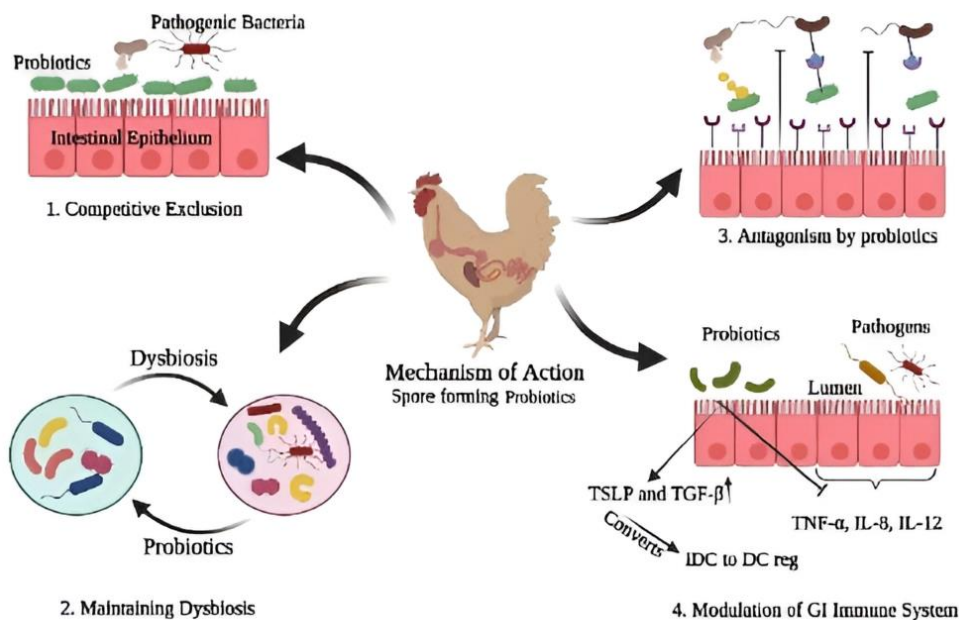 Pathogenic Bacteria
Probiotics
Intestinal Epithelium
1. Competitive Exclusion
3. Antagonism by probiotics
Mechanism of Action
Spore forming Probiotics
Dysbiosis
Probiotics
2. Maintaining Dysbiosis
Probiotics
Pathogens
Lumen
TSLP and TGF-β
TNF-α, IL-8, IL-12
Converts
IDC to DC reg
4. Modulation of GI Immune System